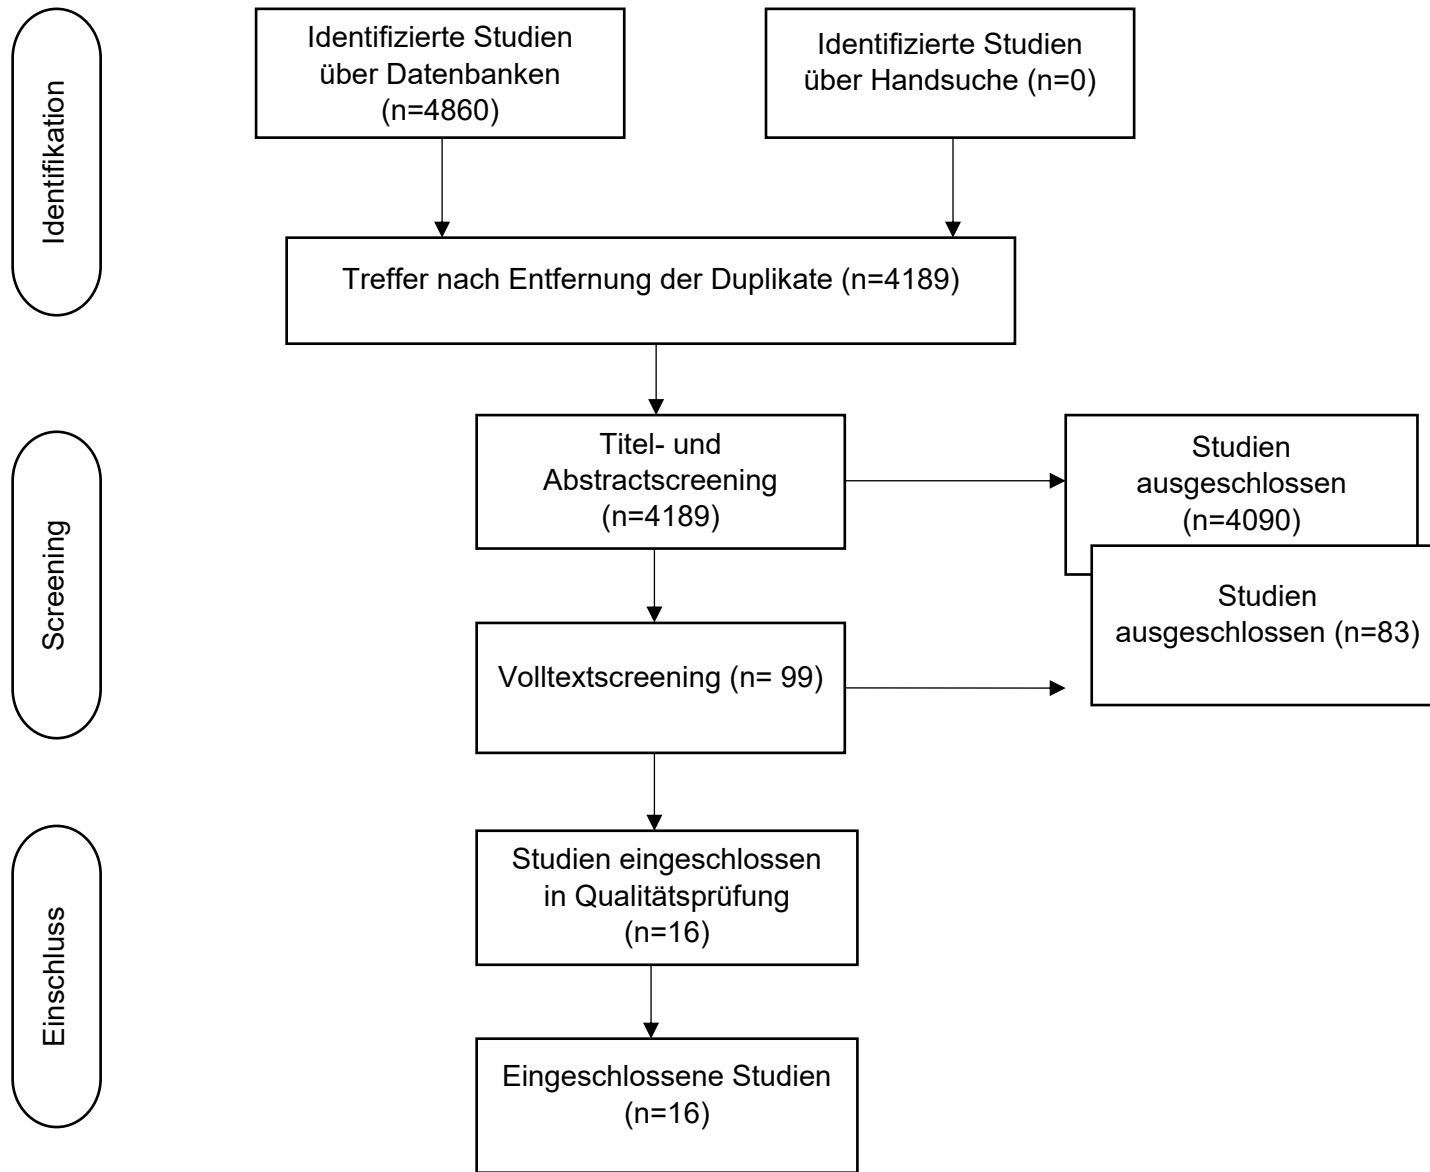 Identifikation
Identifizierte Studien
über Datenbanken
(n=4860)
Identifizierte Studien
über Handsuche (n=0)
Treffer nach Entfernung der Duplikate (n=4189)
Screening
Titel- und
Abstractscreening
(n=4189)
Studien
ausgeschlossen
(n=4090)
Volltextscreening (n= 99)
Studien
ausgeschlossen (n=83)
Einschluss
Studien eingeschlossen
in Qualitätsprüfung
(n=16)
Eingeschlossene Studien
(n=16)